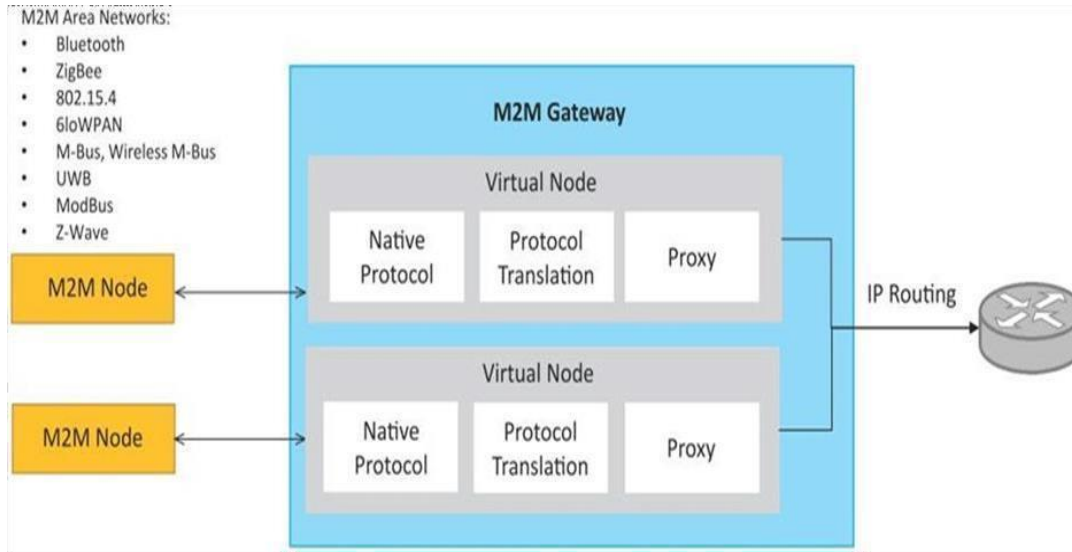 M2M Area Networks:
• Bluetooth
• ZigBee
• 802.15.4
• 6loWPAN
• M-Bus, Wireless M-Bus
• UWB
• ModBus
• Z-Wave
M2M Gateway
Virtual Node
Native
Protocol
Protocol
Translation
Proxy
M2M Node
IP Routing
Virtual Node
Native
Protocol
Protocol
Translation
Proxy
M2M Node